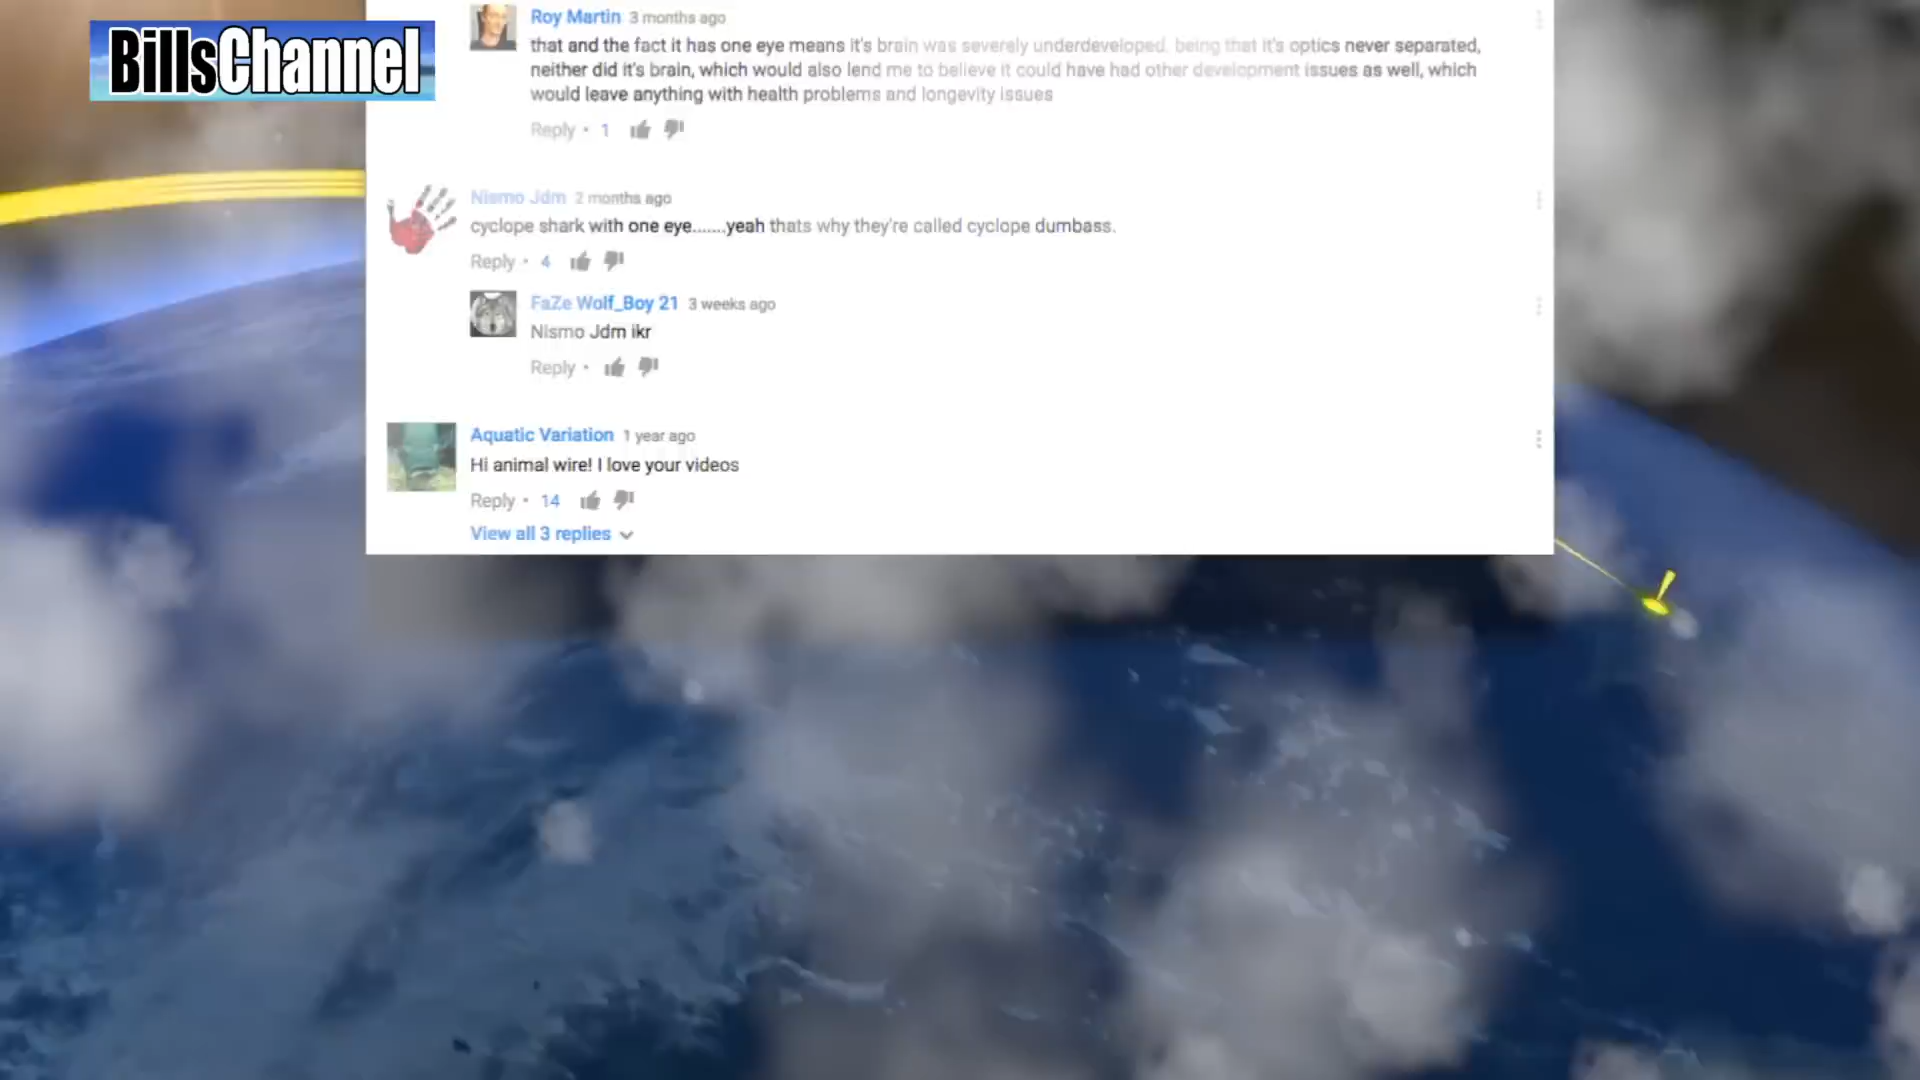 BillsChannel
Roy Martin 3 months ago
that and the fact it has one eye means it's brain was severely underdeveloped. being that it's optics never separated,
neither did it's brain, which would also lend me to believe it could have had other development issues as well, which
would leave anything with health problems and longevity issues
Reply • 1
Nismo Jdm 2 months ago
cyclope shark with one eye.......yeah thats why they're called cyclope dumbass.
Reply • 4
FaZe Wolf_Boy 21 3 weeks ago
Nismo Jdm ikr
Reply •
Aquatic Variation 1 year ago
Hi animal wire! I love your videos
Reply • 14
View all 3 replies